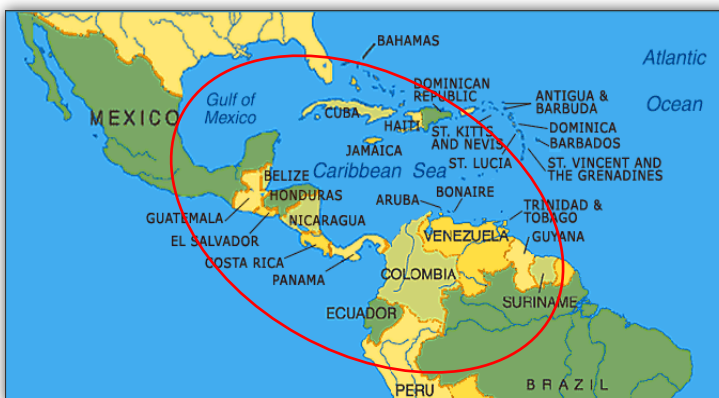 BAHAMAS
Atlantic
Ocean
MEXICO
Gulf of
Mexico
DOMINICAN
REPUBLIC
ANTIGUA &
BARBUDA
CUBA
HAITI
ST. KITTS
AND NEVIS
DOMINICA
BARBADOS
JAMAICA
ST. LUCIA
ST. VINCENT AND
THE GRENADINES
Caribbean Sea
BELIZE
HONDURAS
ARUBA
BONAIRE
GUATEMALA
NICARAGUA
TRINIDAD &
TOBAGO
EL SALVADOR
VENEZUELA
GUYANA
COSTA RICA
PANAMA
COLOMBIA
SURINAME
ECUADOR
PERU
BRAZIL